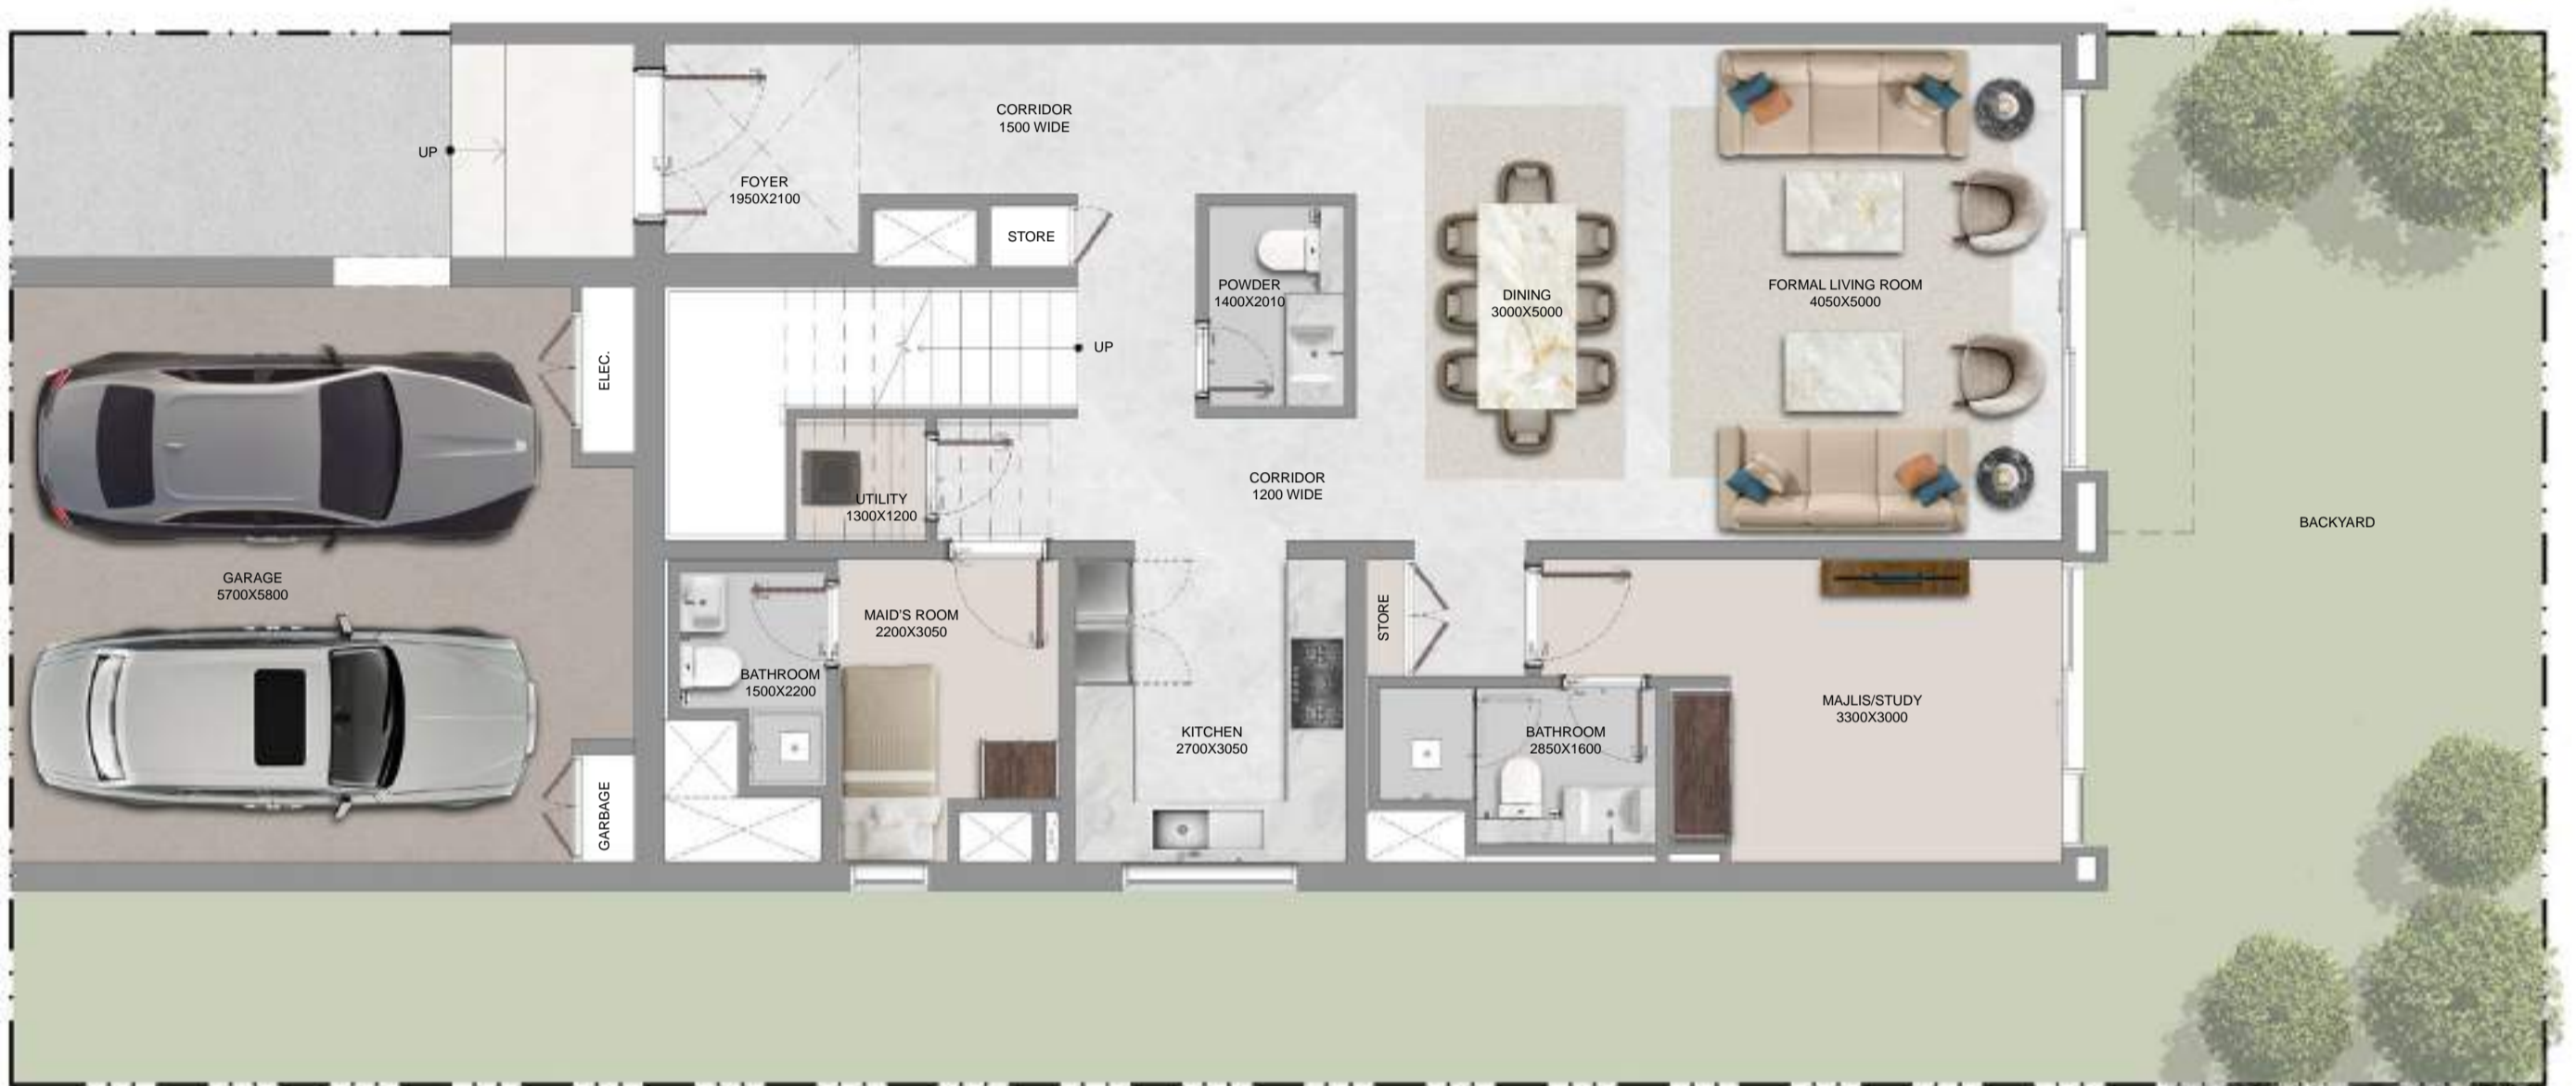 CORRIDOR
1500 WIDE
UP
FOYER
1950X2100
STORE
POWDER
1400X2010
DINING
3000X5000
FORMAL LIVING ROOM
4050X5000
UP
ELEC.
CORRIDOR
1200 WIDE
UTILITY
1300X1200
BACKYARD
GARAGE
5700X5800
MAID'S ROOM
2200X3050
STORE
BATHROOM
1500X2200
MAJLIS/STUDY
3300X3000
KITCHEN
2700X3050
BATHROOM
2850X1600
GARBAGE